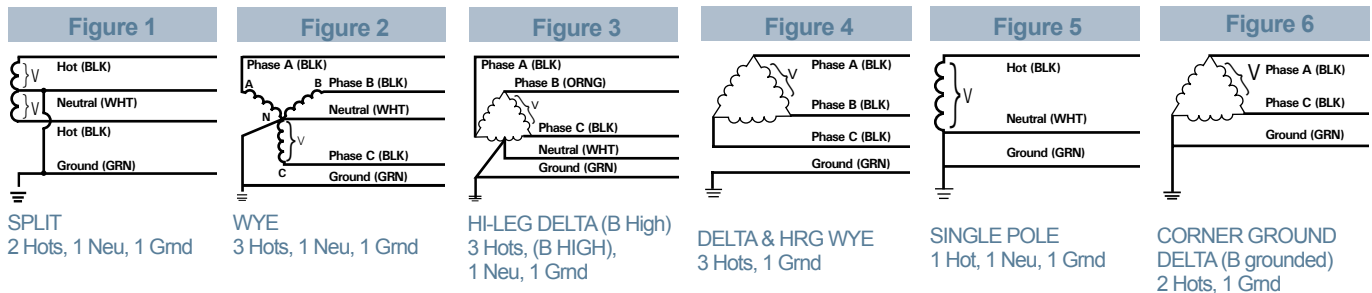 Figure 1
Hot (BLK)
V
Neutral (WHT)
V
Hot (BLK)
Ground (GRN)
SPLIT
2 Hots, 1 Neu, 1 Grnd
Figure 2
Phase A (BLK)
A
B
Phase B (BLK)
Neutral (WHT)
N
V
Phase C (BLK)
C
Ground (GRN)
WYE
3 Hots, 1 Neu, 1 Grnd
Figure 3
Phase A (BLK)
Phase B (ORNG)
V
Phase C (BLK)
Neutral (WHT)
Ground (GRN)
HI-LEG DELTA (B High)
3 Hots, (B HIGH),
1 Neu, 1 Grnd
Figure 4
V
Phase A (BLK)
Phase B (BLK)
Phase C (BLK)
Ground (GRN)
DELTA & HRG WYE
3 Hots, 1 Grnd
Figure 5
Hot (BLK)
V
Neutral (WHT)
Ground (GRN)
SINGLE POLE
1 Hot, 1 Neu, 1 Grnd
Figure 6
V Phase A (BLK)
Phase C (BLK)
Ground (GRN)
CORNER GROUND
DELTA (B grounded)
2 Hots, 1 Grnd